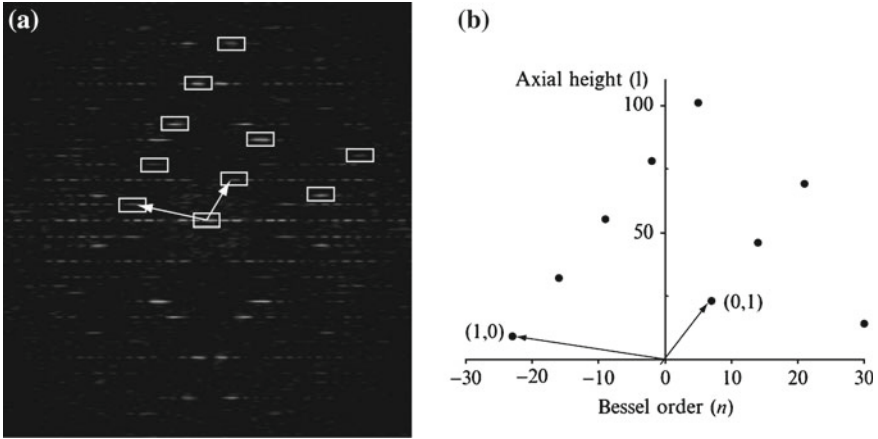 (a)
(b)
Axial height (l)
100
50
(0,1)
(1,0)
−30 −20 −10 0 10 20 30
Bessel order (n)